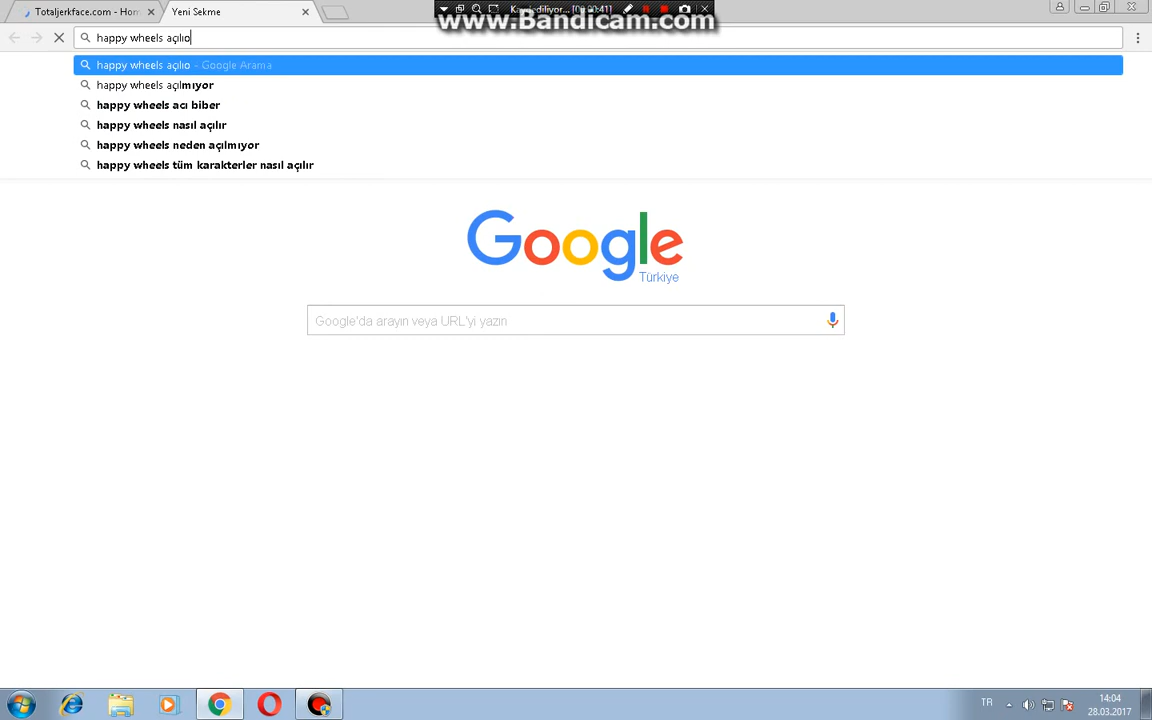 Totaljerkface.com - Hom
Yeni Sekme
www.Bandicam.com
happy wheels açılıo
happy wheels açılıo - Google Arama
happy wheels açılmıyor
happy wheels acı biber
happy wheels nasıl açılır
happy wheels neden açılmıyor
happy wheels tüm karakterler nasıl açılır
Google
Türkiye
Google'da arayın veya URL'yi yazın
TR
14:04
28.03.2017